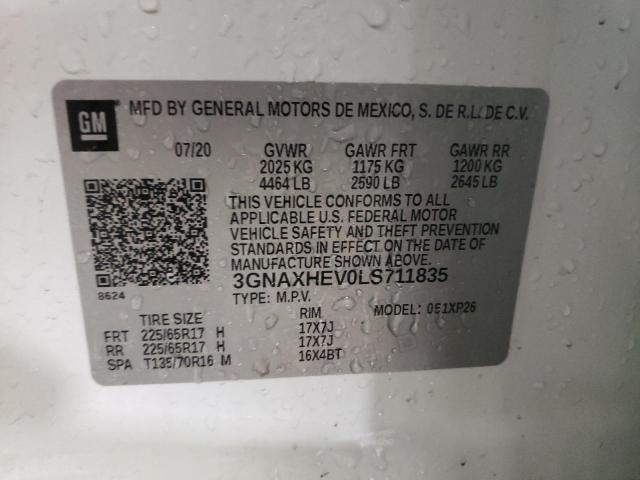 GM MFD BY GENERAL MOTORS DE MEXICO, S. DE R.L. DE C.V.
07/20 GVWR GAWR FRT GAWR RR
2025 KG 1175 KG 1200 KG
4464 LB 2590 LB 2645 LB
THIS VEHICLE CONFORMS TO ALL
APPLICABLE U.S. FEDERAL MOTOR
VEHICLE SAFETY AND THEFT PREVENTION
STANDARDS IN EFFECT ON THE DATE OF
MANUFACTURE SHOWN ABOVE.
3GNAXHEV0LS711835
8624
TYPE: M.P.V. MODEL: 051XP26
TIRE SIZE RIM
FRT 225/65R17 H 17X7J
RR 225/65R17 H 17X7J
SPA T135/70R16 M 16X4BT